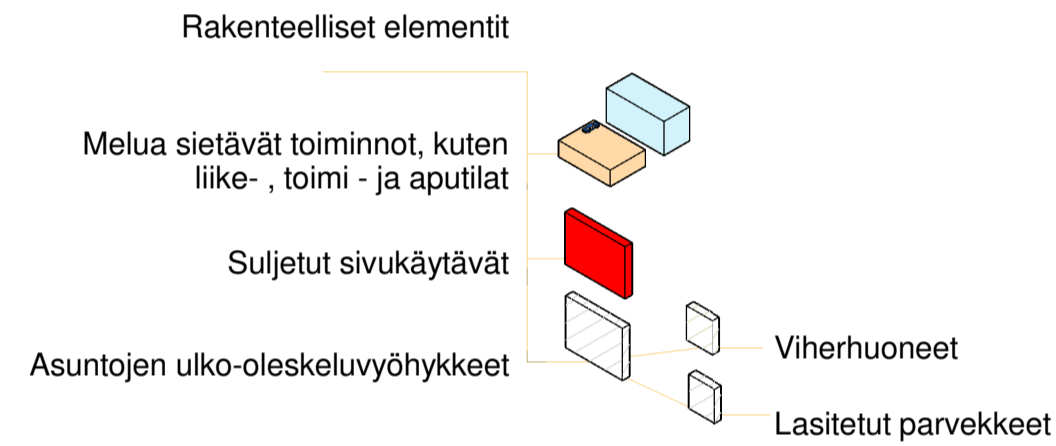 Rakenteelliset elementit
Melua sietävät toiminnot, kuten
liike- , toimi - ja aputilat
Suljetut sivukäytävät
Asuntojen ulko-oleskeluvyöhykkeet
Viherhuoneet
Lasitetut parvekkeet